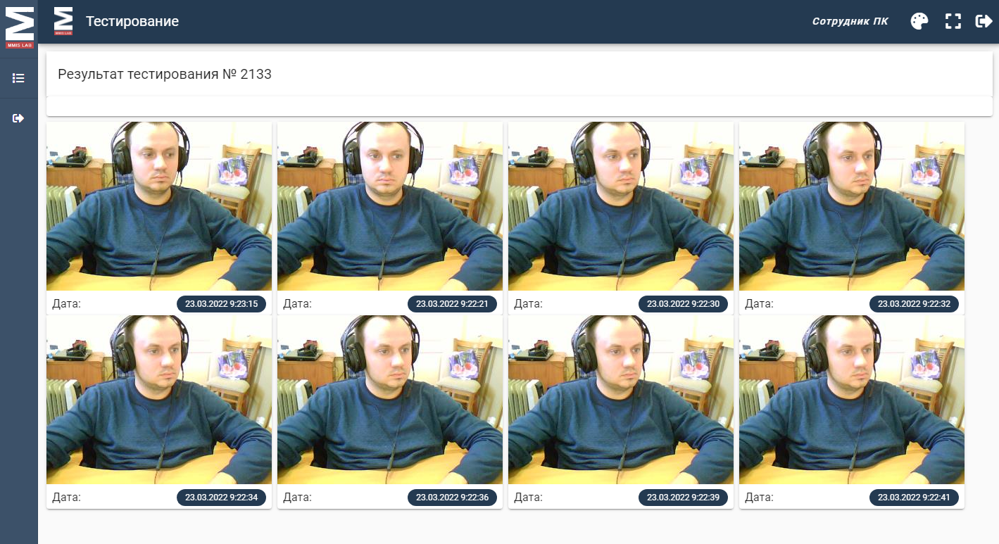 MMIS LAB
MMIS LAB
Тестирование
Сотрудник ПК
Результат тестирования № 2133
Дата: 23.03.2022 9:23:15
Дата: 23.03.2022 9:22:21
Дата: 23.03.2022 9:22:30
Дата: 23.03.2022 9:22:32
Дата: 23.03.2022 9:22:34
Дата: 23.03.2022 9:22:36
Дата: 23.03.2022 9:22:39
Дата: 23.03.2022 9:22:41